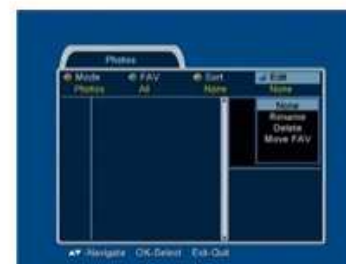 Photos
Mode FAV Sort Edit
Photos All None None
None
Rename
Delete
Move FAV
▲▼-Navigate OK-Select Exit-Quit